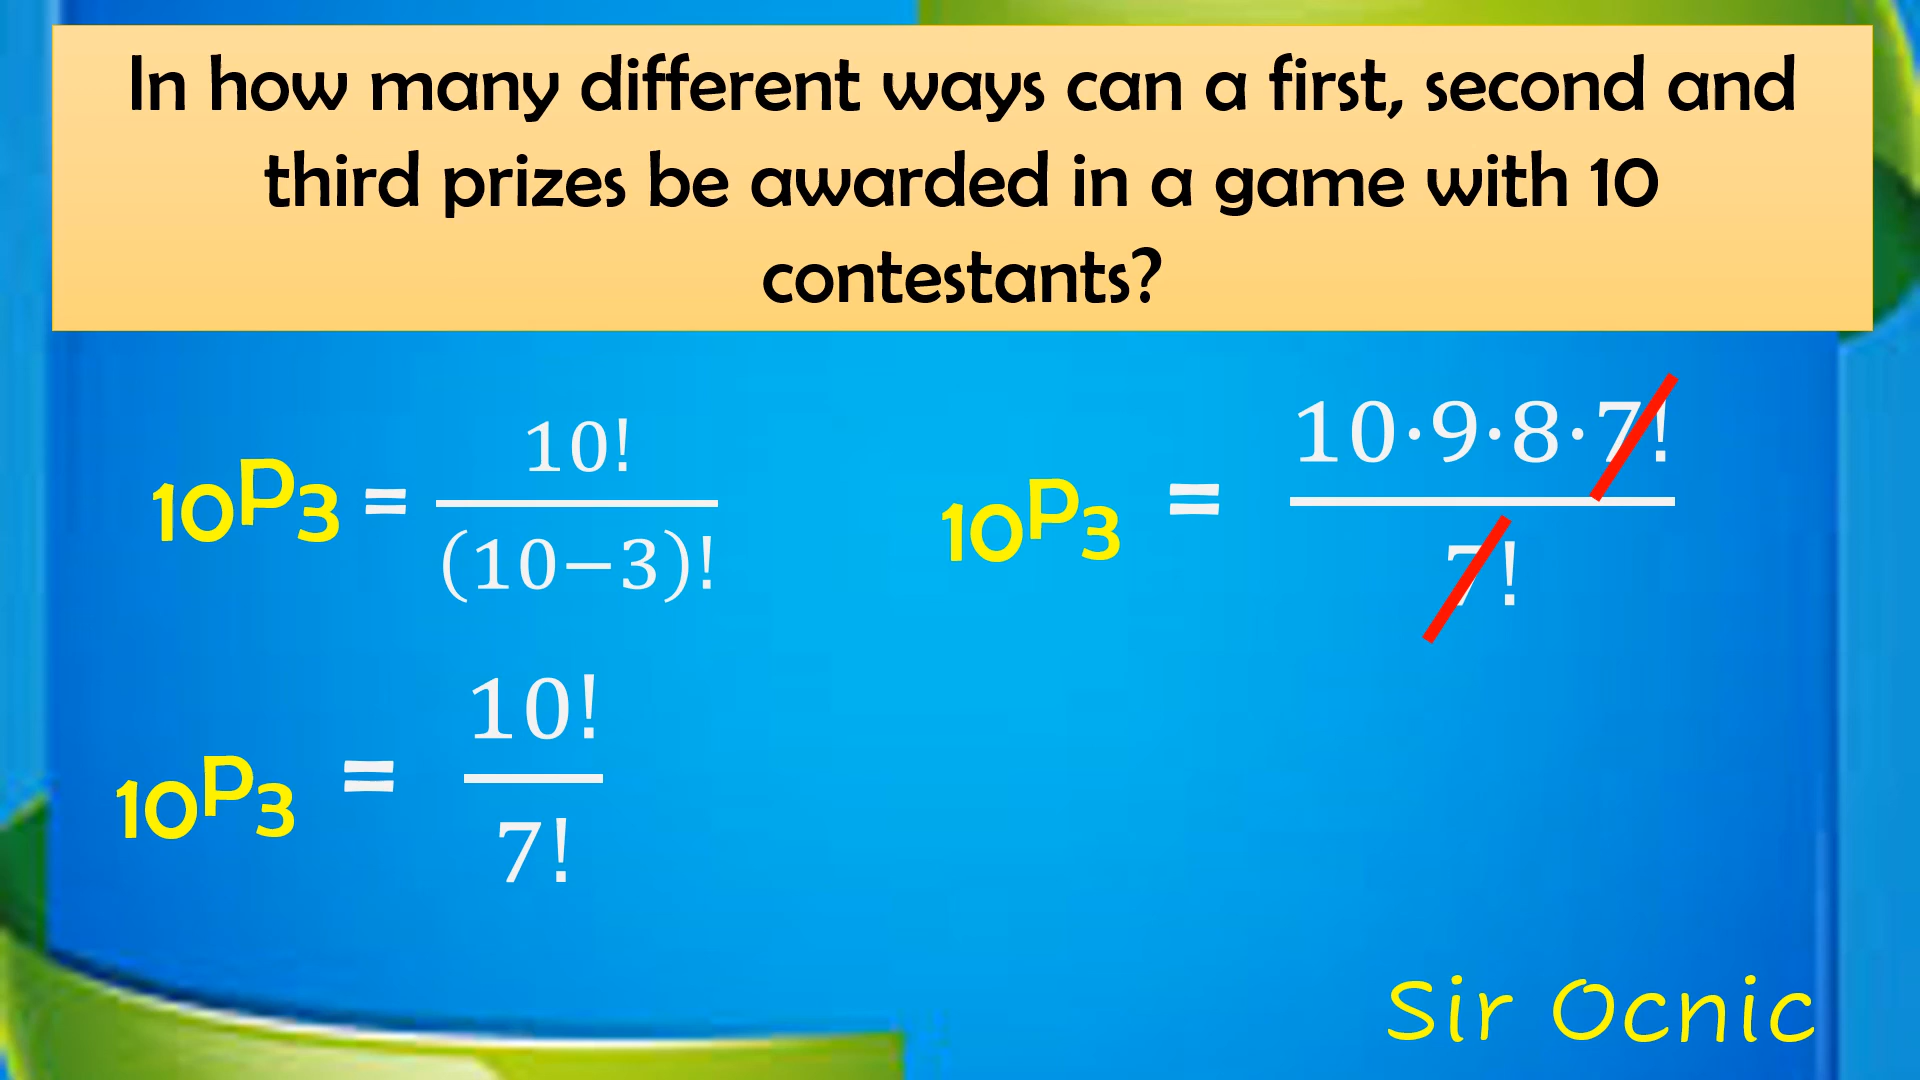 In how many different ways can a first, second and
third prizes be awarded in a game with 10
contestants?
10P3 = 10!
(10−3)!
10P3 = 10!
7!
10P3 = 10·9·8·7!
7!
Sir Ocnic